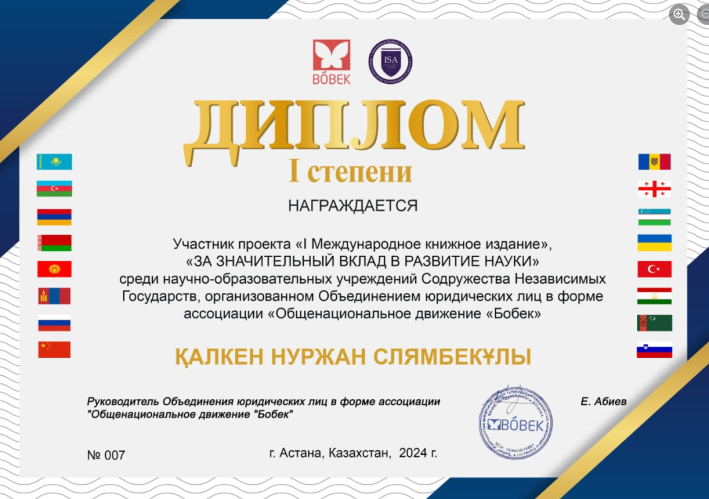 BÓBEK
ISA
ДИПЛОМ
I степени
НАГРАЖДАЕТСЯ
Участник проекта «I Международное книжное издание»,
«ЗА ЗНАЧИТЕЛЬНЫЙ ВКЛАД В РАЗВИТИЕ НАУКИ»
среди научно-образовательных учреждений Содружества Независимых
Государств, организованном Объединением юридических лиц в форме
ассоциации «Общенациональное движение «Бобек»
ҚАЛКЕН НУРЖАН СЛЯМБЕКҰЛЫ
Руководитель Объединения юридических лиц в форме ассоциации
"Общенациональное движение "Бобек"
BÓBEK
Е. Абиев
№ 007
г. Астана, Казахстан, 2024 г.